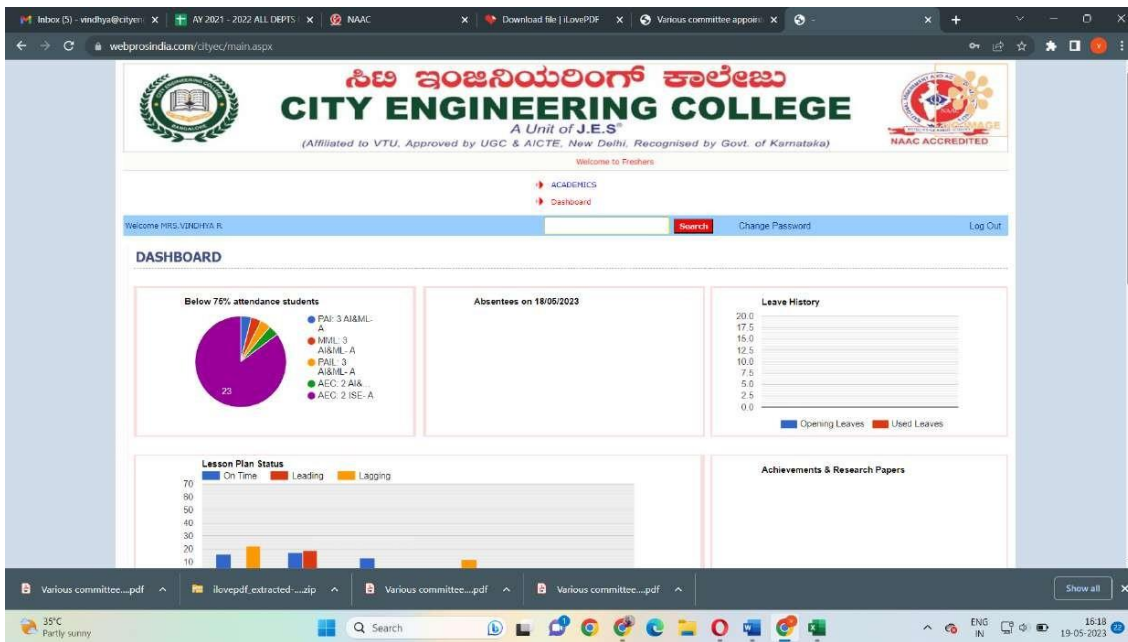 Inbox (5) - vindhya@cityen
AY 2021 - 2022 ALL DEPTS
NAAC
Download file | iLovePDF
Various committee appoin
webprosindia.com/cityec/main.aspx
ಸಿಟಿ ಇಂಜಿನಿಯರಿಂಗ್ ಕಾಲೇಜು
CITY ENGINEERING COLLEGE
A Unit of J.E.S
(Affiliated to VTU, Approved by UGC & AICTE, New Delhi, Recognised by Govt. of Karnataka)
NAAC ACCREDITED
Welcome to Freshers
ACADEMICS
Dashboard
Welcome MRS.VINDHYA R
Search
Change Password
Log Out
DASHBOARD
Below 75% attendance students
PAI: 3 AI&ML-
A
MML: 3
AI&ML- A
PAIL: 3
AI&ML- A
AEC: 2 AI&...
AEC: 2 ISE- A
23
Absentees on 18/05/2023
Leave History
20.0
17.5
15.0
12.5
10.0
7.5
5.0
2.5
0.0
Opening Leaves Used Leaves
Lesson Plan Status
On Time Leading Lagging
70
60
50
40
30
20
10
Achievements & Research Papers
Various committee....pdf
ilovepdf_extracted-....zip
Various committee....pdf
Various committee....pdf
Show all
35°C
Partly sunny
Search
ENG
IN
16:18
19-05-2023
22